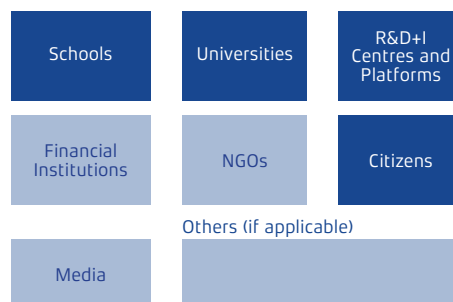 Schools
Universities
R&D+I
Centres and
Platforms
Financial
Institutions
NGOs
Citizens
Others (if applicable)
Media